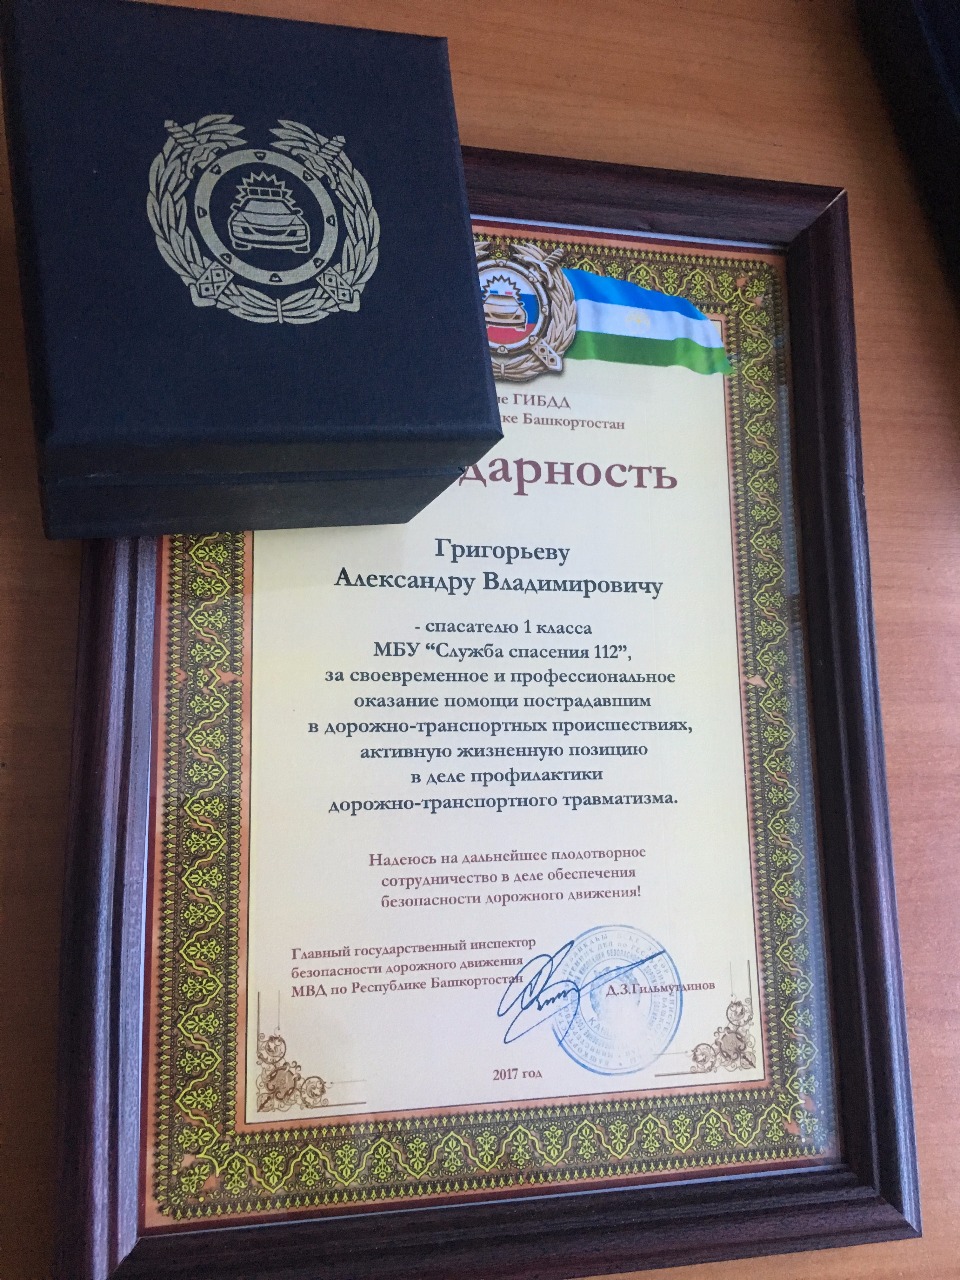 ГИБДД
Башкортостан
Григорьеву
Александру Владимировичу
- спасателю 1 класса
МБУ “Служба спасения 112”,
за своевременное и профессиональное
оказание помощи пострадавшим
в дорожно-транспортных происшествиях,
активную жизненную позицию
в деле профилактики
дорожно-транспортного травматизма.
Надеюсь на дальнейшее плодотворное
сотрудничество в деле обеспечения
безопасности дорожного движения!
Главный государственный инспектор
безопасности дорожного движения
МВД по Республике Башкортостан
Д.З.Гильмутдинов
2017 год